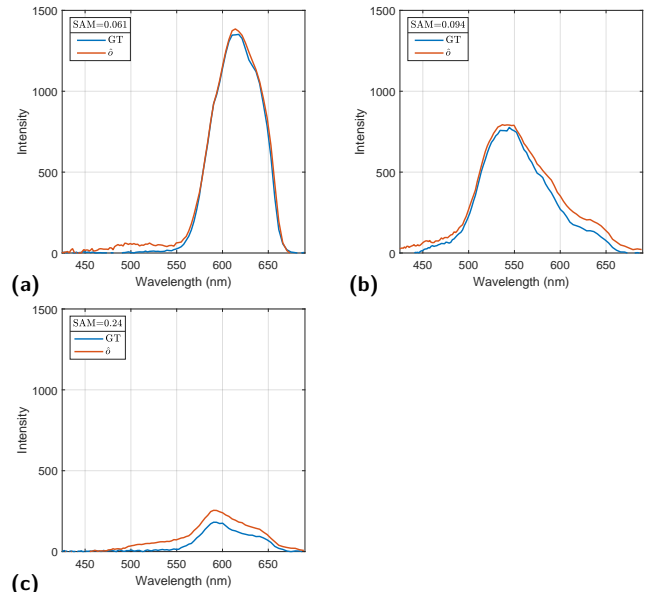 SAM=0.061
GT
ô
1500
1000
500
0
Intensity
450 500 550 600 650
Wavelength (nm)
(a)
SAM=0.094
GT
ô
1500
1000
500
0
Intensity
450 500 550 600 650
Wavelength (nm)
(b)
SAM=0.24
GT
ô
1500
1000
500
0
Intensity
450 500 550 600 650
Wavelength (nm)
(c)